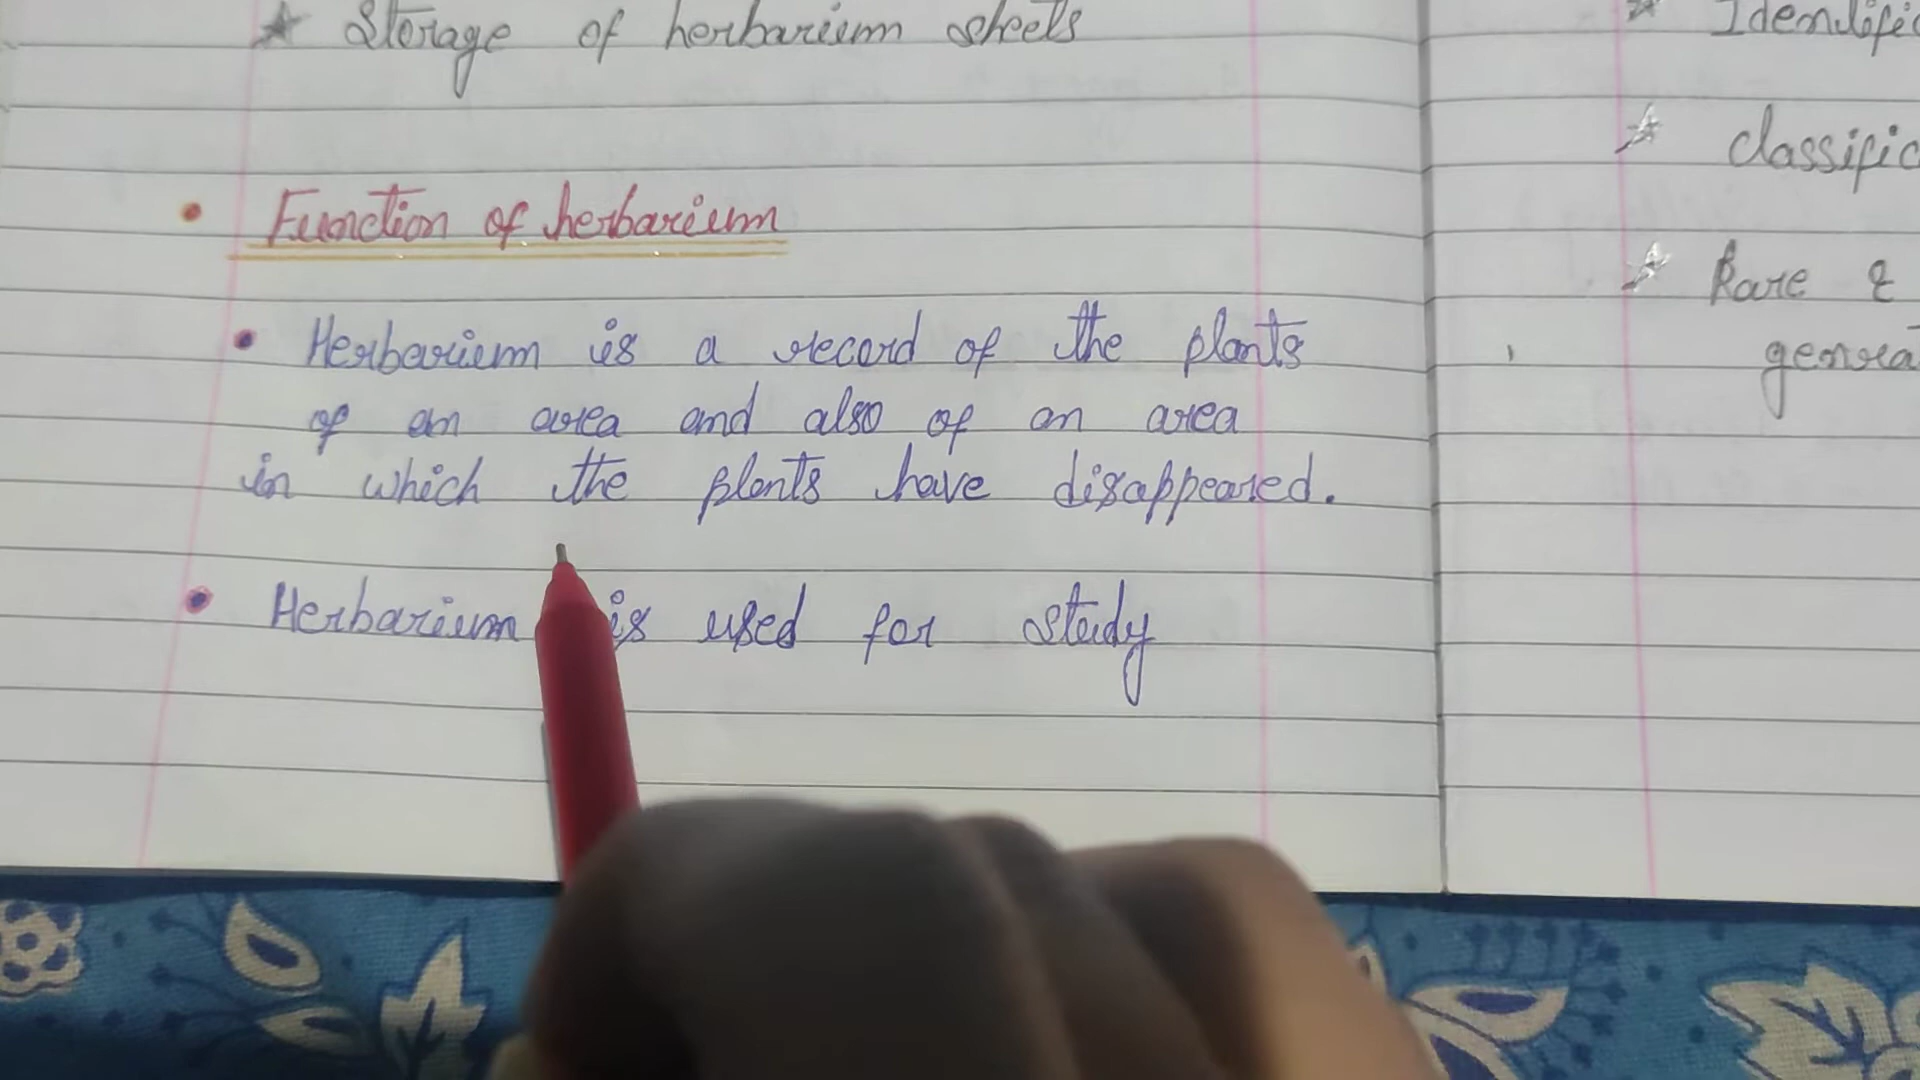 ★ Storage of herbarium sheets
• Function of herbarium
• Herbarium is a record of the plants
of an area and also of an area
in which the plants have disappeared.
• Herbarium is used for study
★ Rare &